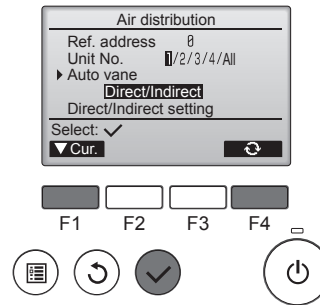 Air distribution
Ref. address 0
Unit No. 1/2/3/4/All
Auto vane
Direct/Indirect
Direct/Indirect setting
Select: ✓
▼Cur.
F1 F2 F3 F4